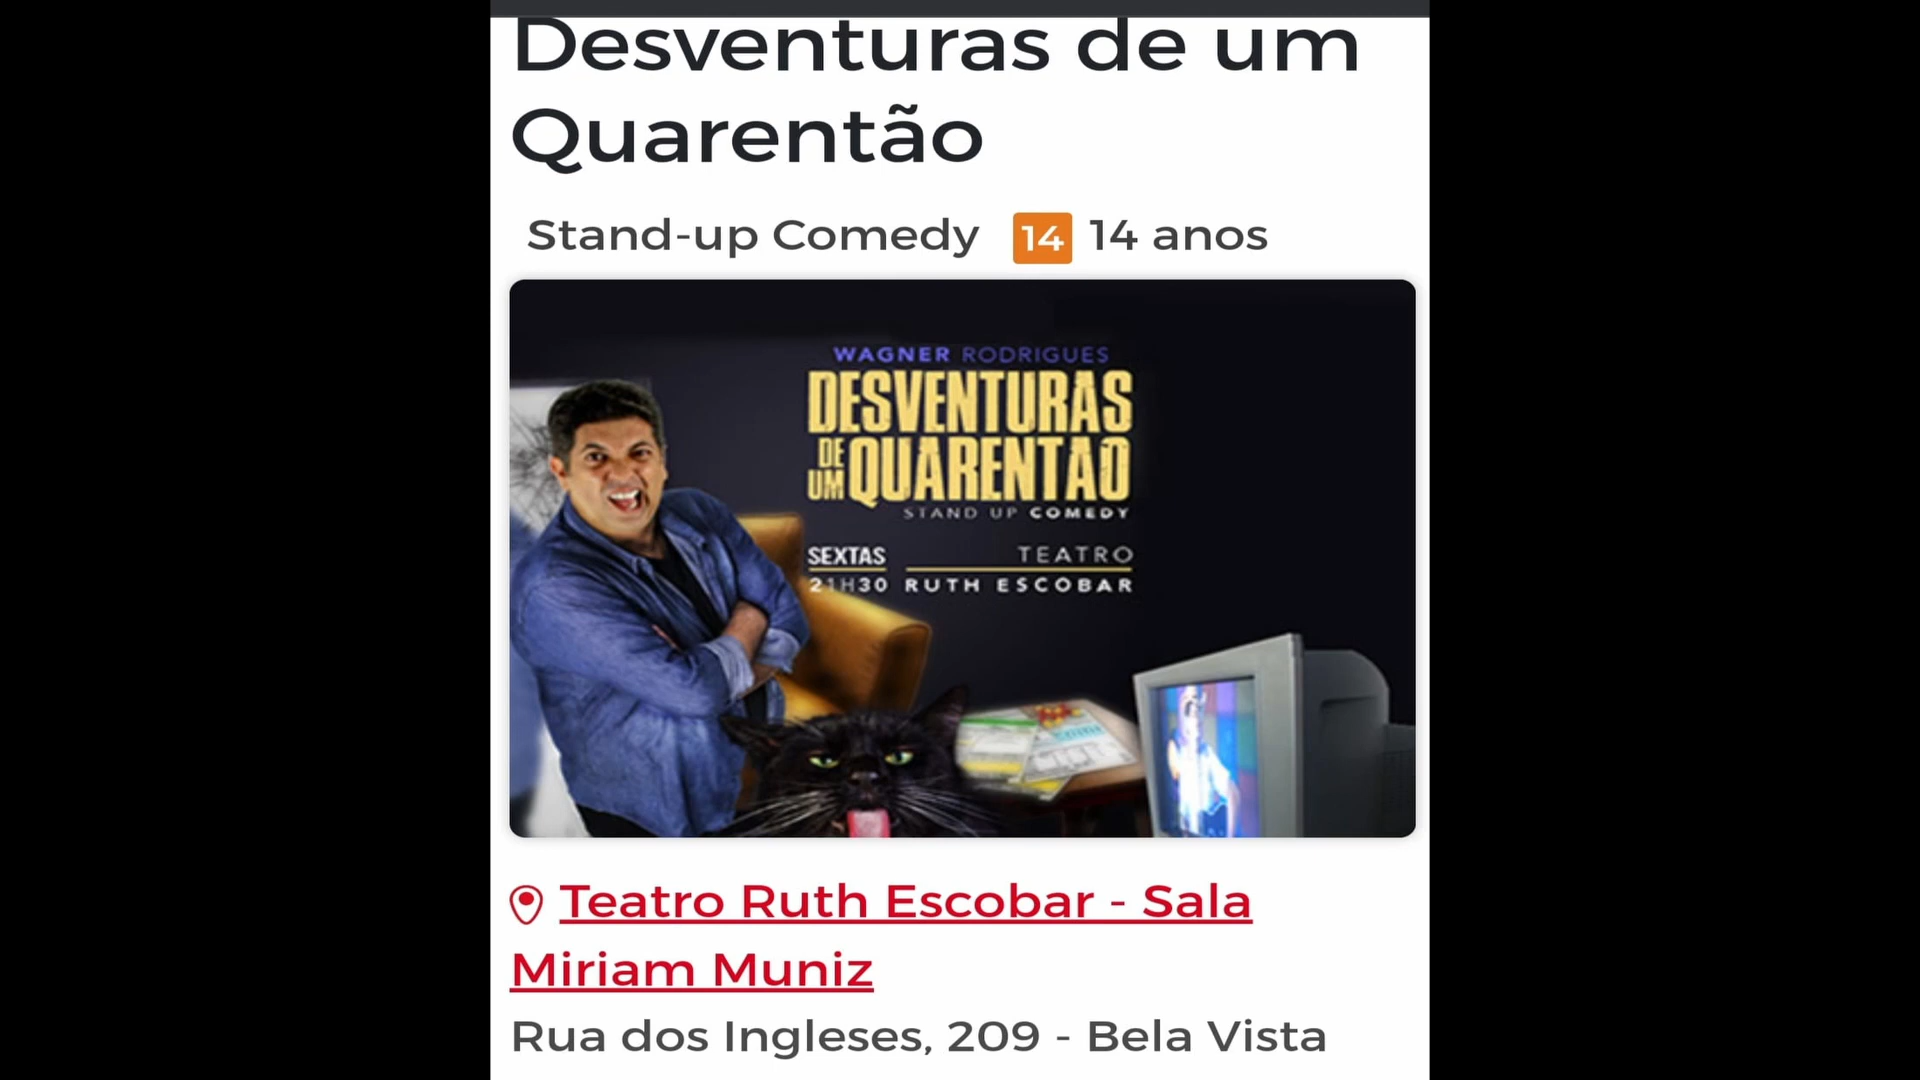 Desventuras de um
Quarentão
Stand-up Comedy 14 14 anos
WAGNER RODRIGUES
DESVENTURAS
DE UM QUARENTÃO
STAND UP COMEDY
SEXTAS TEATRO
21H30 RUTH ESCOBAR
Teatro Ruth Escobar - Sala
Miriam Muniz
Rua dos Ingleses, 209 - Bela Vista